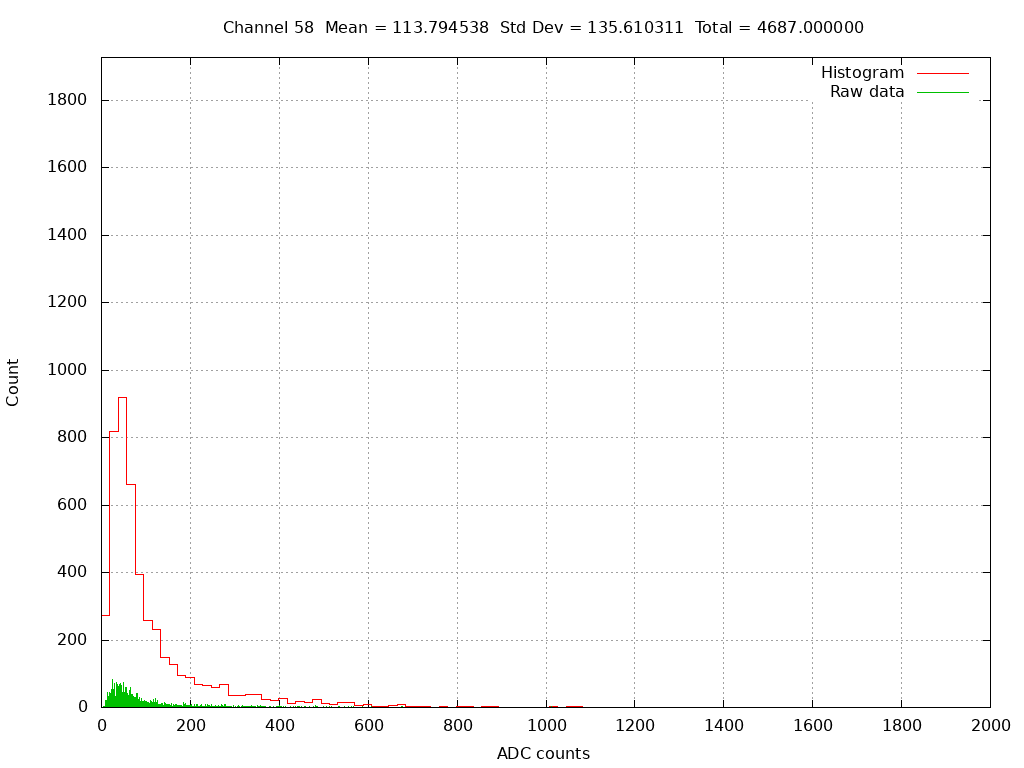 Channel 58  Mean = 113.794538  Std Dev = 135.610311  Total = 4687.000000
Histogram
Raw data
1800
1600
1400
1200
1000
800
600
400
200
0
Count
0 200 400 600 800 1000 1200 1400 1600 1800 2000
ADC counts